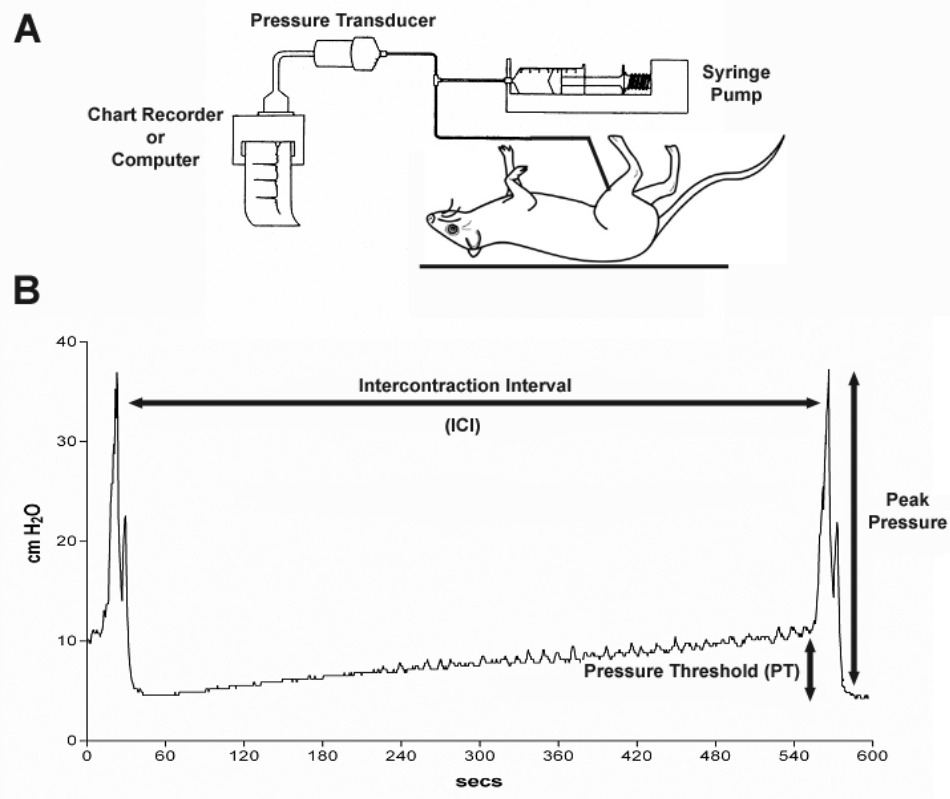 A
Pressure Transducer
Syringe
Pump
Chart Recorder
or
Computer
B
40
30
20
10
0
cm H₂O
Intercontraction Interval
(ICI)
Peak
Pressure
Pressure Threshold (PT)
0 60 120 180 240 300 360 420 480 540 600
secs